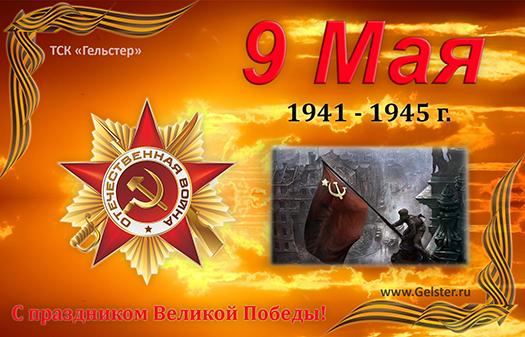 ТСК «Гельстер»
9 Мая
1941 - 1945 г.
ОТЕЧЕСТВЕННАЯ ВОЙНА
www.Gelster.ru
С праздником Великой Победы!